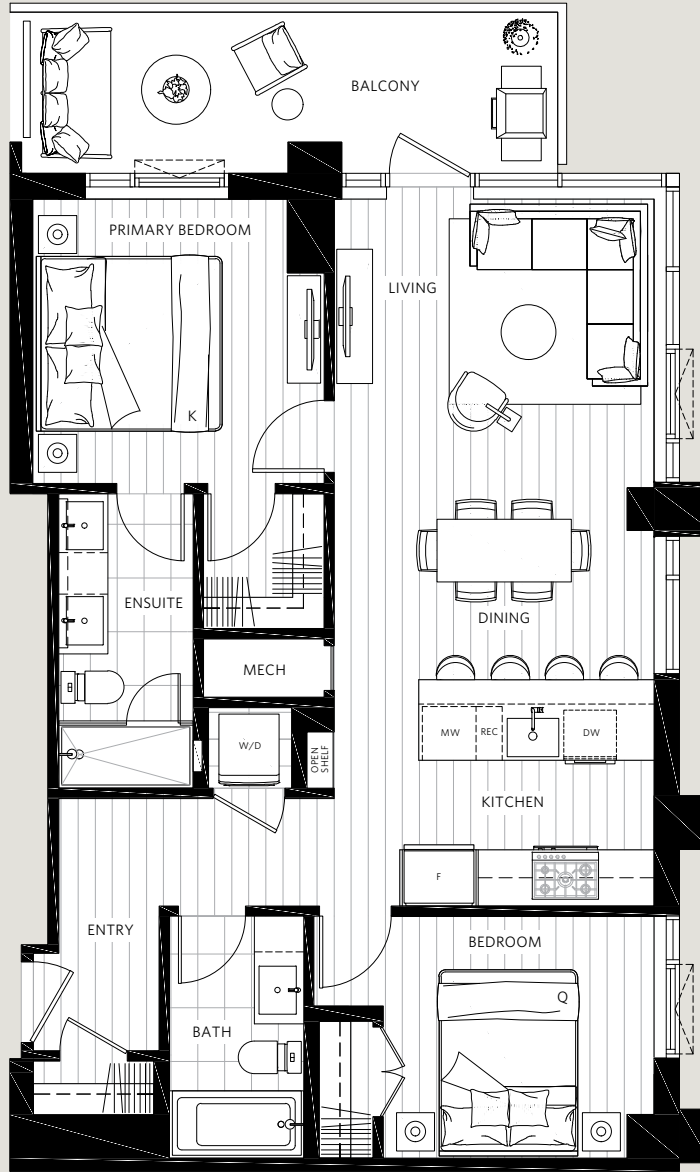 BALCONY
PRIMARY BEDROOM
LIVING
K
ENSUITE
DINING
MECH
W/D
OPEN
SHELF
MW
REC
DW
KITCHEN
F
ENTRY
BEDROOM
Q
BATH